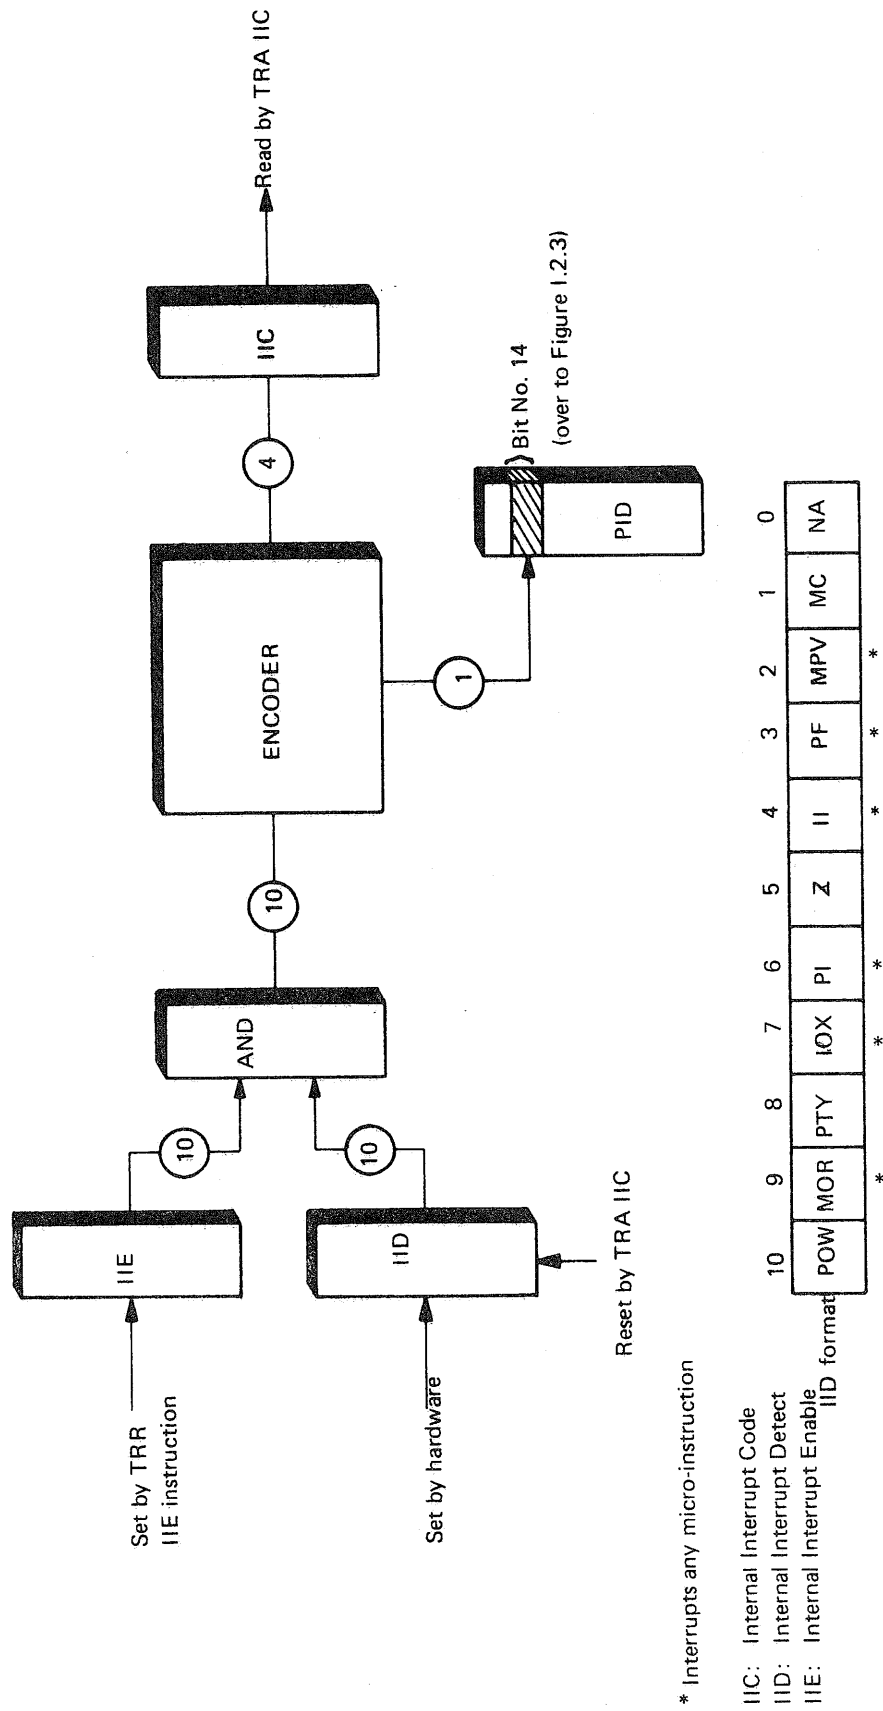 Set by TRR
IIE instruction
IIE
10
Set by hardware
IID
10
Reset by TRA IIC
AND
10
ENCODER
4
IIC
Read by TRA IIC
1
PID
Bit No. 14
(over to Figure I.2.3)
* Interrupts any micro-instruction
IIC: Internal Interrupt Code
IID: Internal Interrupt Detect
IIE: Internal Interrupt Enable
10 9 8 7 6 5 4 3 2 1 0
POW MOR PTY IOX PI Z II PF MPV MC NA
IID format
* * * * * *